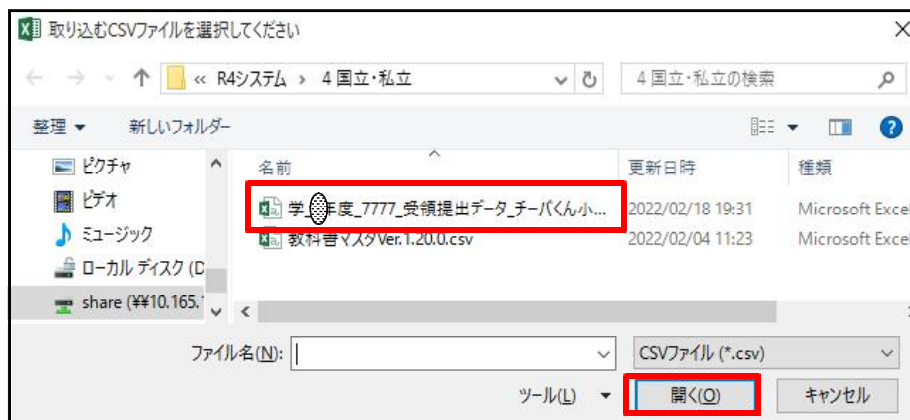 取り込むCSVファイルを選択してください
« R4システム › 4 国立・私立
4 国立・私立の検索
整理 新しいフォルダー
名前 更新日時 種類
ピクチャ
ビデオ
ミュージック
ローカル ディスク (D
share (¥¥10.165.
学_年度_7777_受領提出データ_チーバくん小... 2022/02/18 19:31 Microsoft Excel
教科書マスタVer.1.20.0.csv 2022/02/04 11:23 Microsoft Excel
ファイル名(N): CSVファイル (*.csv)
ツール(L) 開く(O) キャンセル